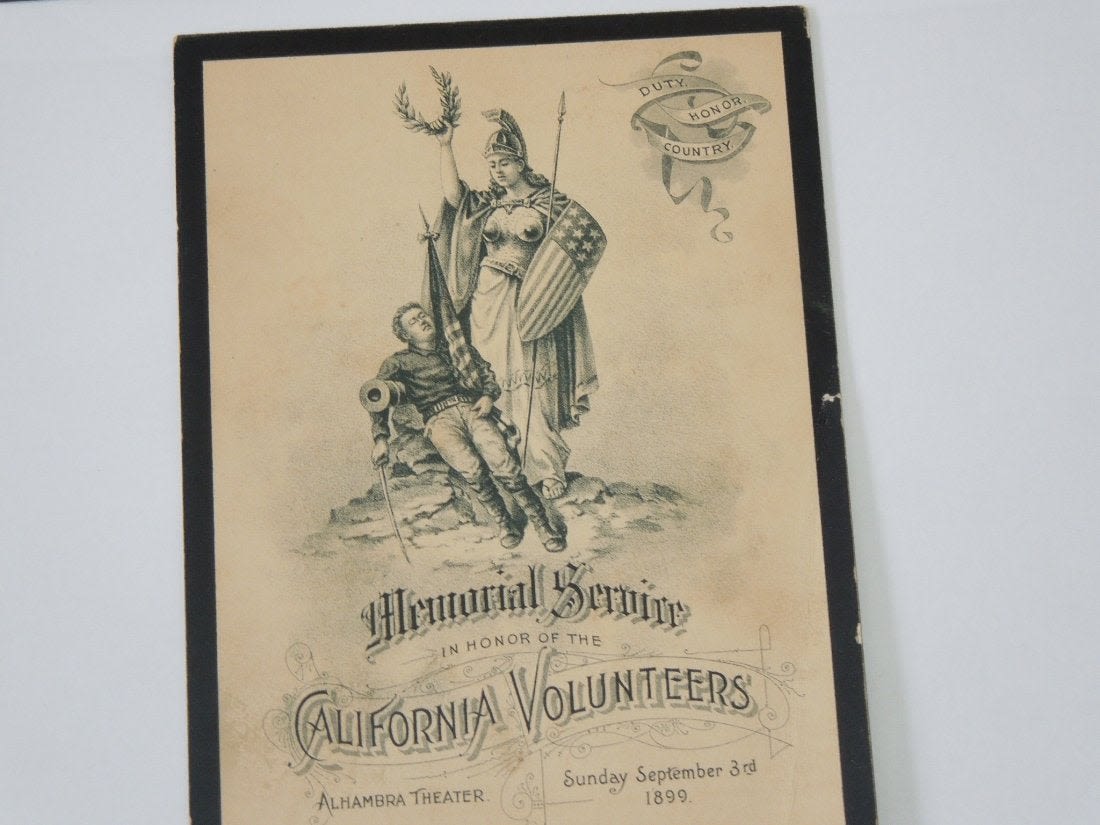 DUTY,
HONOR,
COUNTRY.
Memorial Service
IN HONOR OF THE
CALIFORNIA VOLUNTEERS
ALHAMBRA THEATER.
Sunday September 3rd
1899.